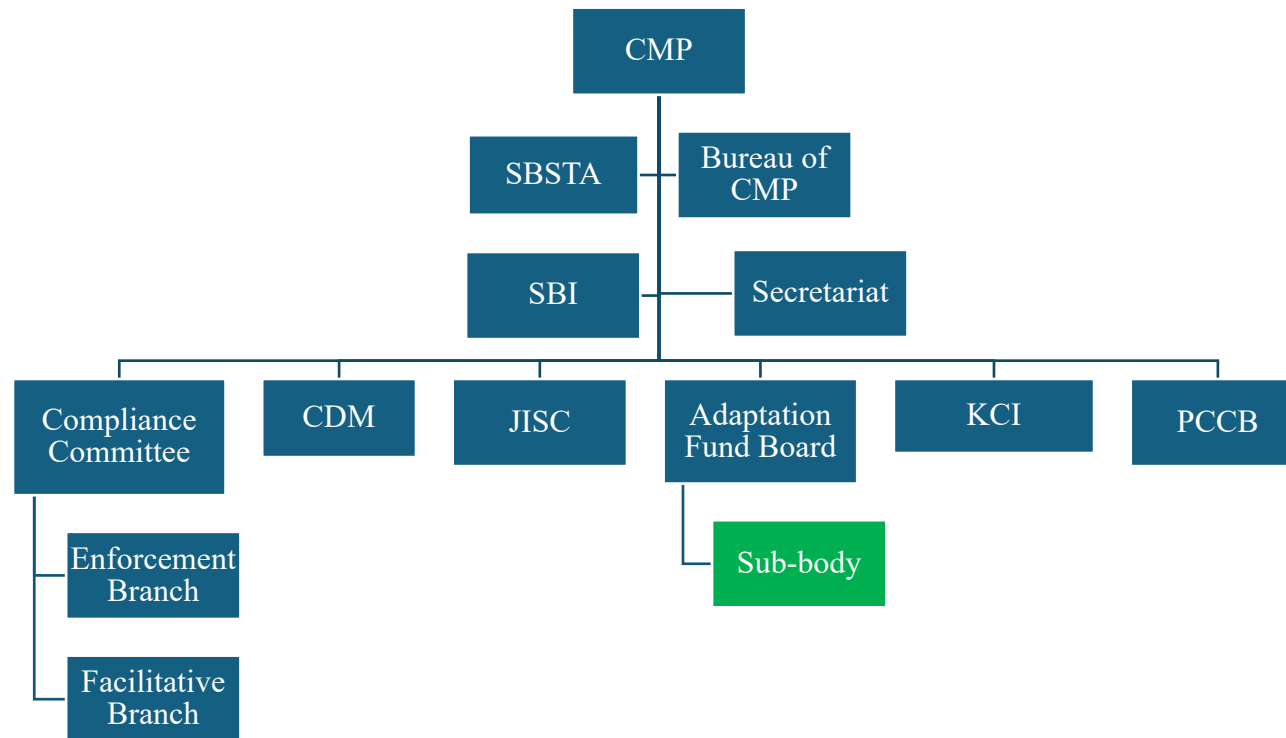 CMP
SBSTA
Bureau of
CMP
SBI
Secretariat
Compliance
Committee
CDM
JISC
Adaptation
Fund Board
KCI
PCCB
Enforcement
Branch
Sub-body
Facilitative
Branch